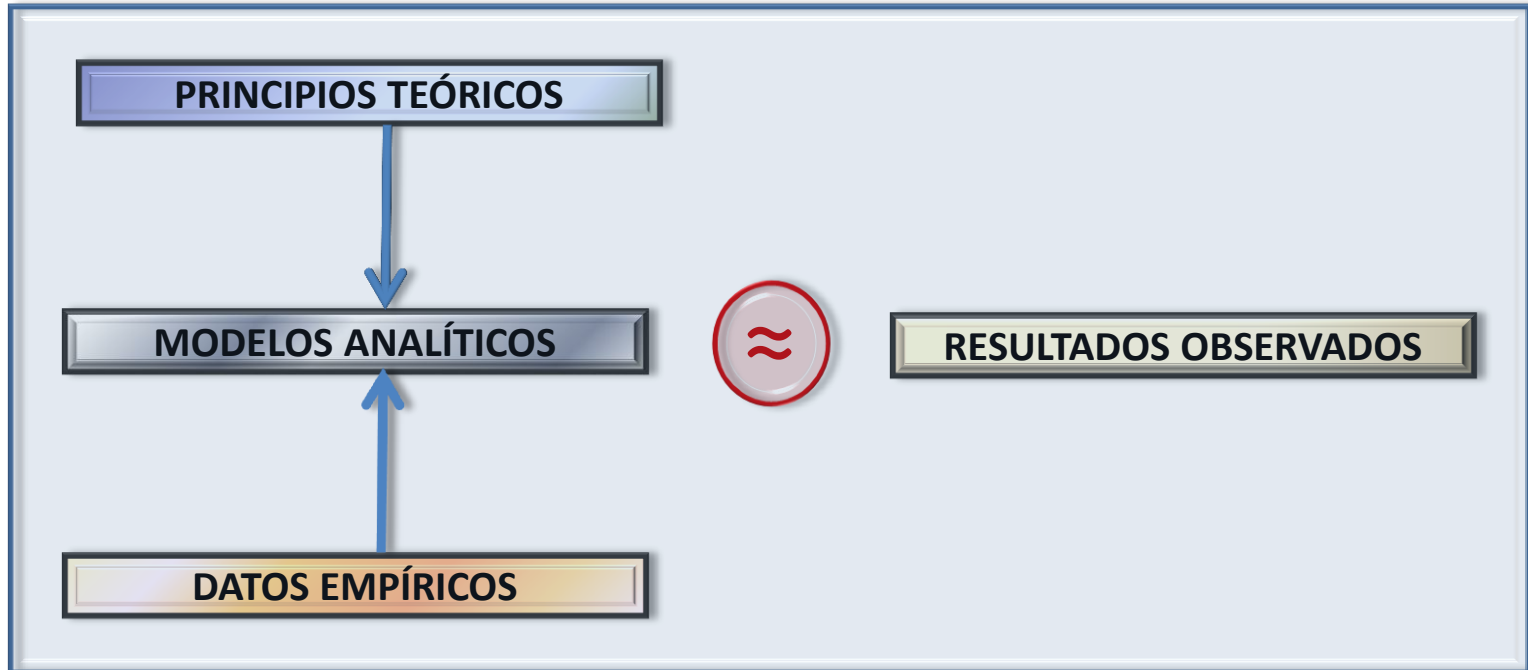 PRINCIPIOS TEÓRICOS
MODELOS ANALÍTICOS
≈
RESULTADOS OBSERVADOS
DATOS EMPÍRICOS